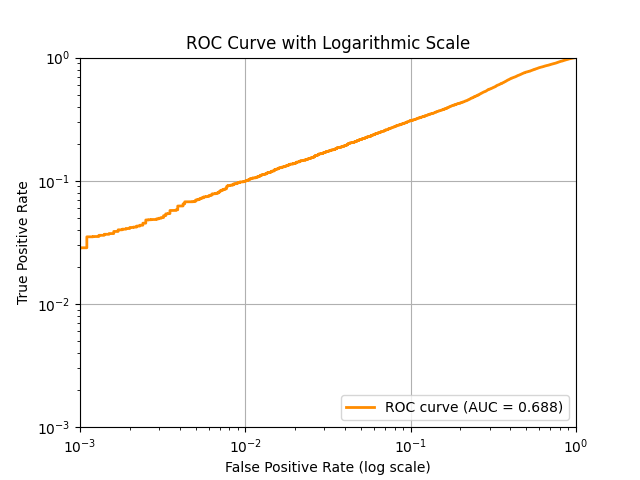 ROC Curve with Logarithmic Scale
True Positive Rate
10⁰
10⁻¹
10⁻²
10⁻³
10⁻³ 10⁻² 10⁻¹ 10⁰
False Positive Rate (log scale)
ROC curve (AUC = 0.688)